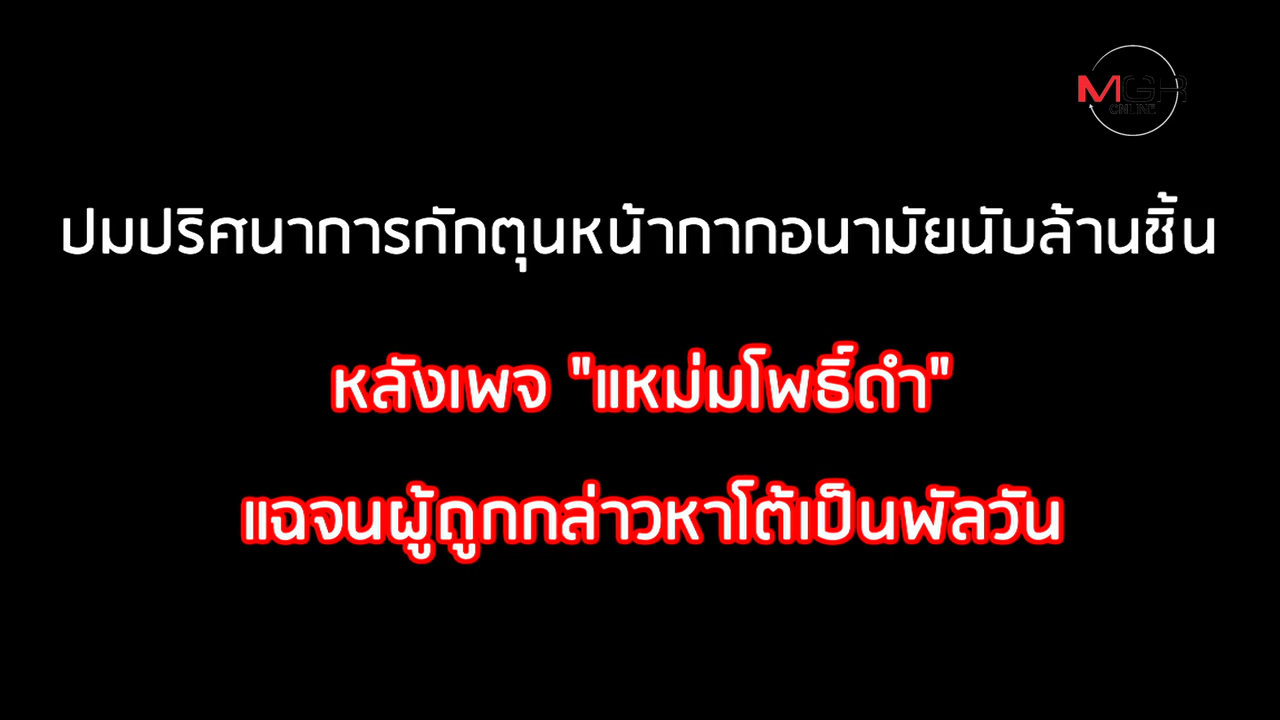 MGR
ONLINE
ปมปริศนาการกักตุนหน้ากากอนามัยนับล้านชิ้น
หลังเพจ "แหม่มโพธิ์ดำ"
แฉจนผู้ถูกกล่าวหาโต้เป็นพัลวัน